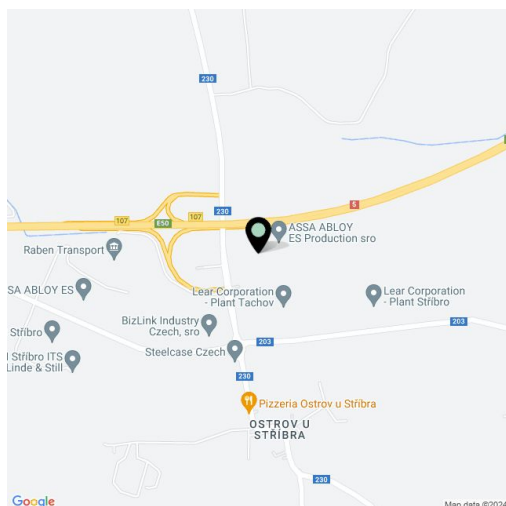 230
5
107
107
E50
230
ASSA ABLOY
ES Production sro
Raben Transport
SA ABLOY ES
Lear Corporation
- Plant Tachov
Lear Corporation
- Plant Stříbro
BizLink Industry
Czech, sro
Stříbro
203
203
Steelcase Czech
Stříbro ITS
Linde & Still
230
Pizzeria Ostrov u Stříbra
OSTROV U
STŘÍBRA
230
Google
Map data ©2024